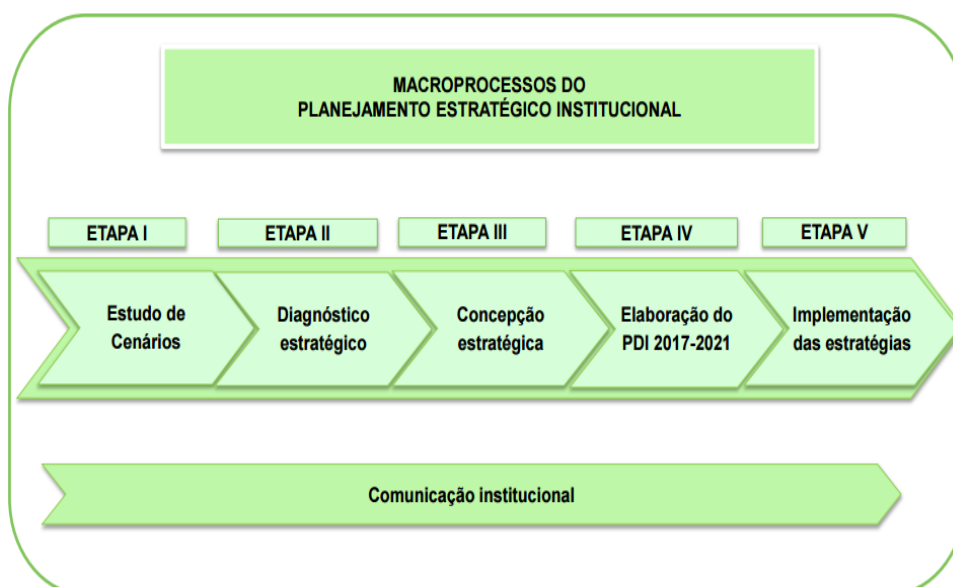 MACROPROCESSOS DO
PLANEJAMENTO ESTRATÉGICO INSTITUCIONAL
ETAPA I
ETAPA II
ETAPA III
ETAPA IV
ETAPA V
Estudo de
Cenários
Diagnóstico
estratégico
Concepção
estratégica
Elaboração do
PDI 2017-2021
Implementação
das estratégias
Comunicação institucional